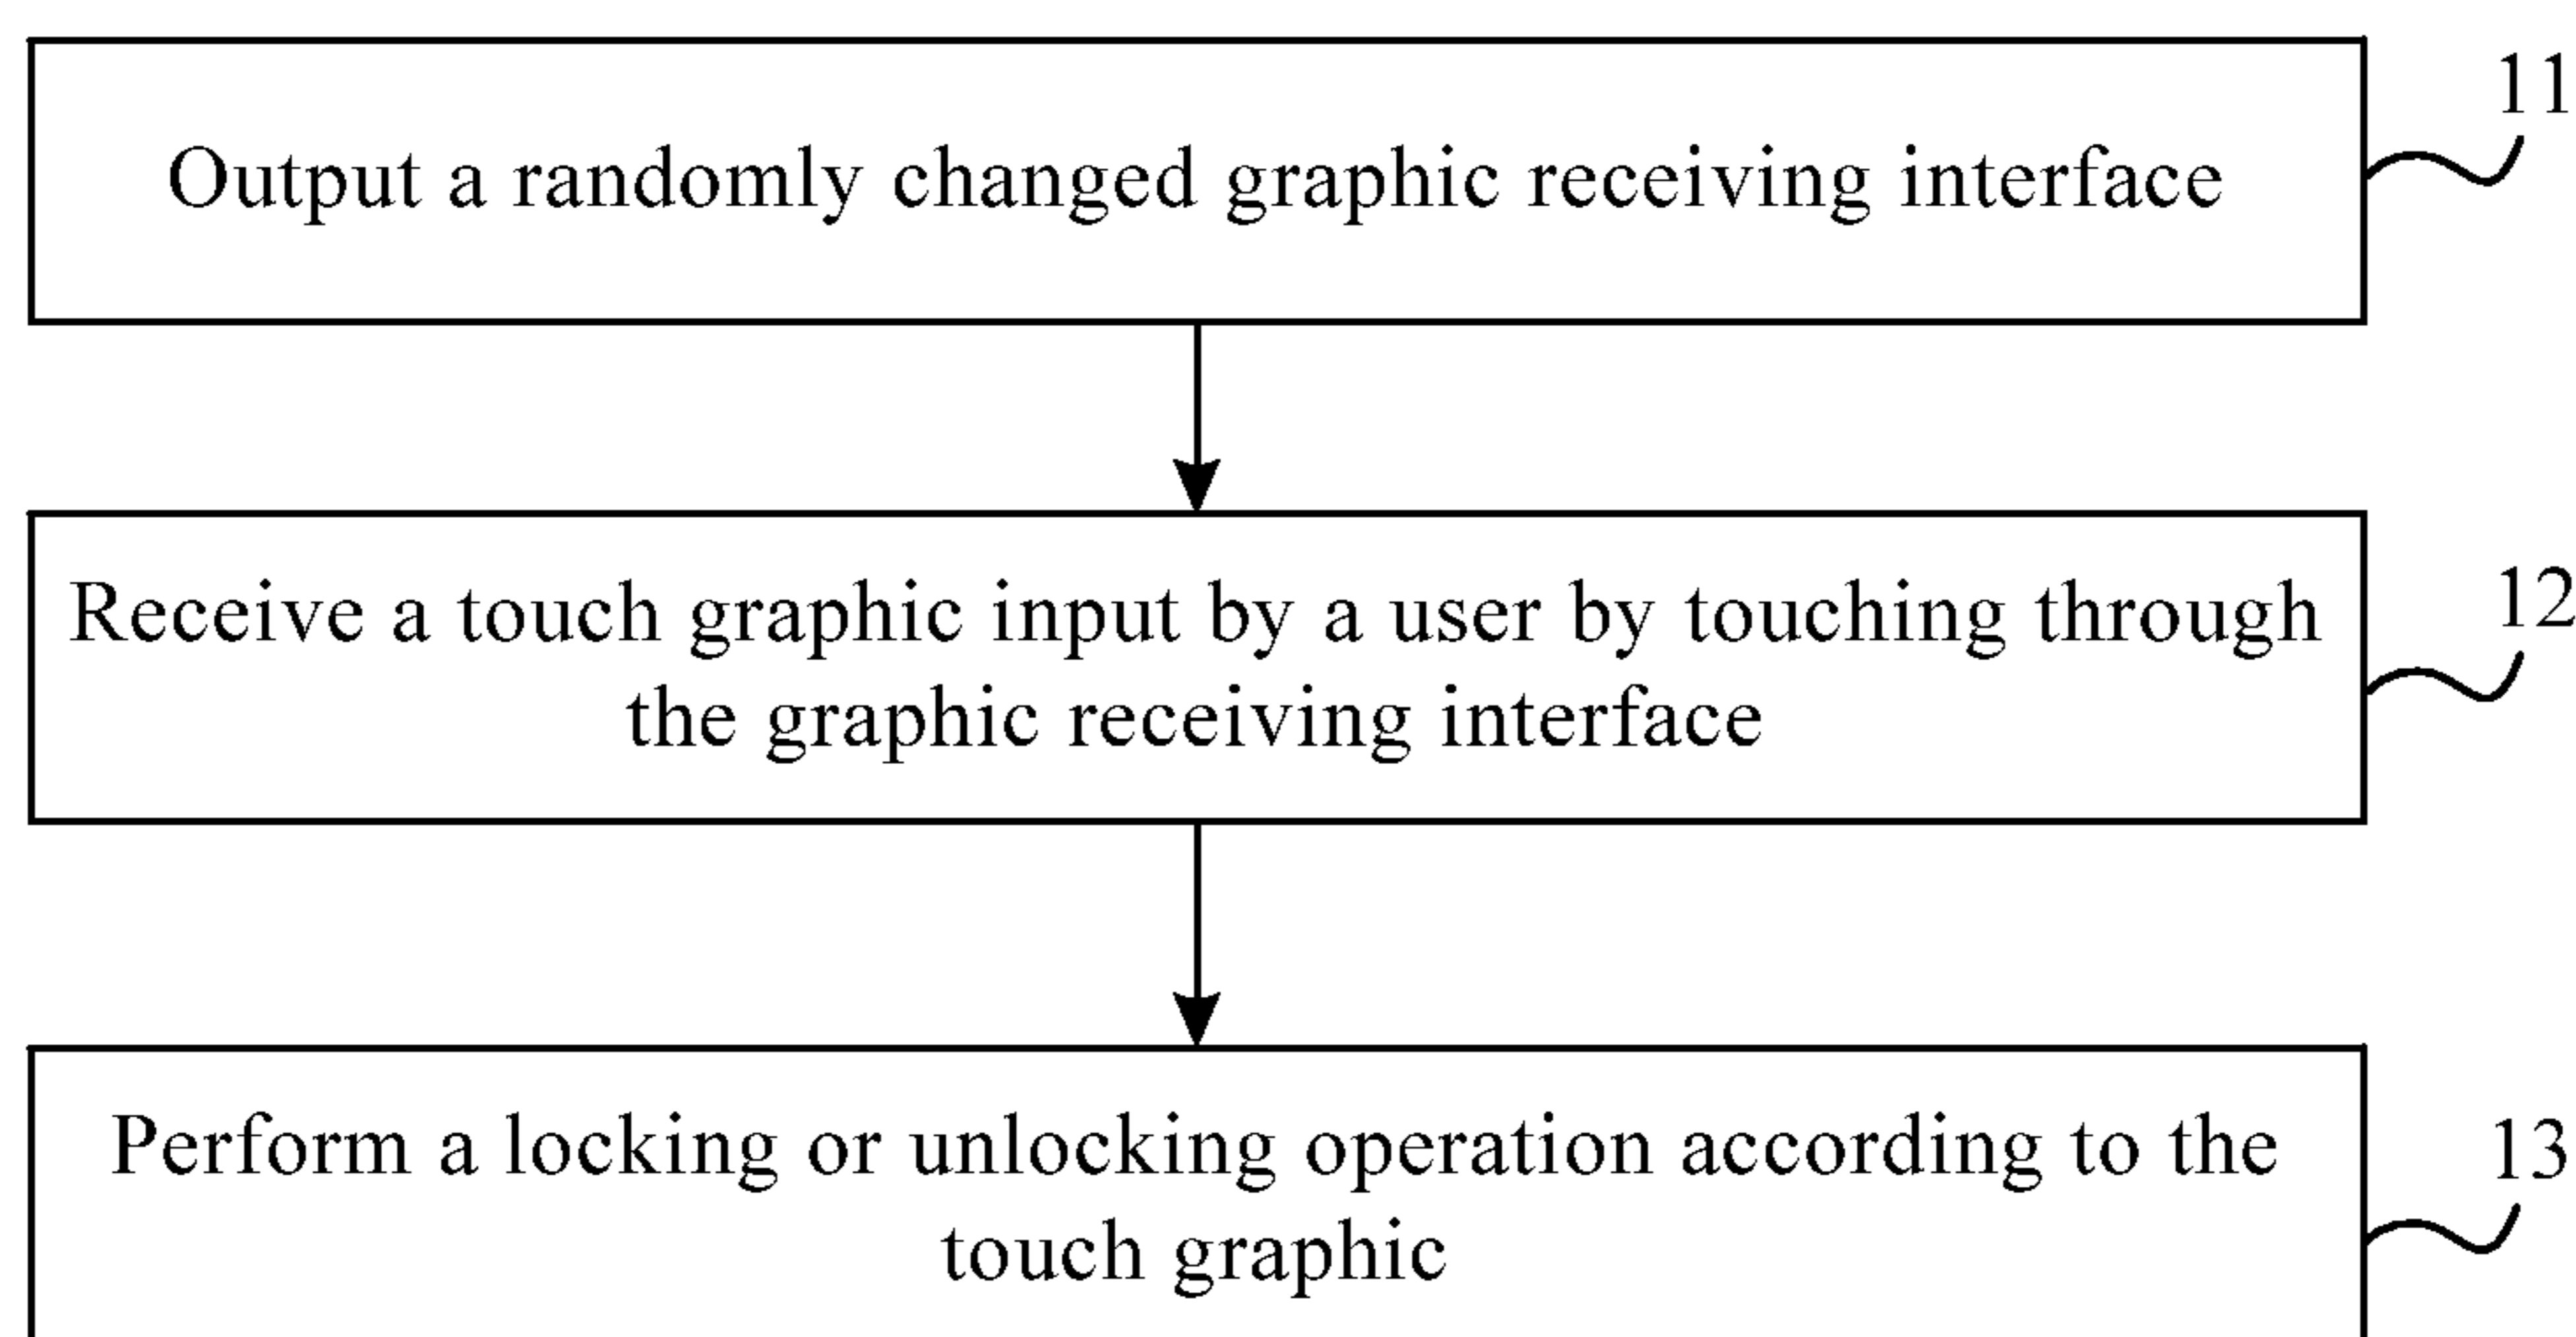 11
Output a randomly changed graphic receiving interface
12
Receive a touch graphic input by a user by touching through
the graphic receiving interface
13
Perform a locking or unlocking operation according to the
touch graphic